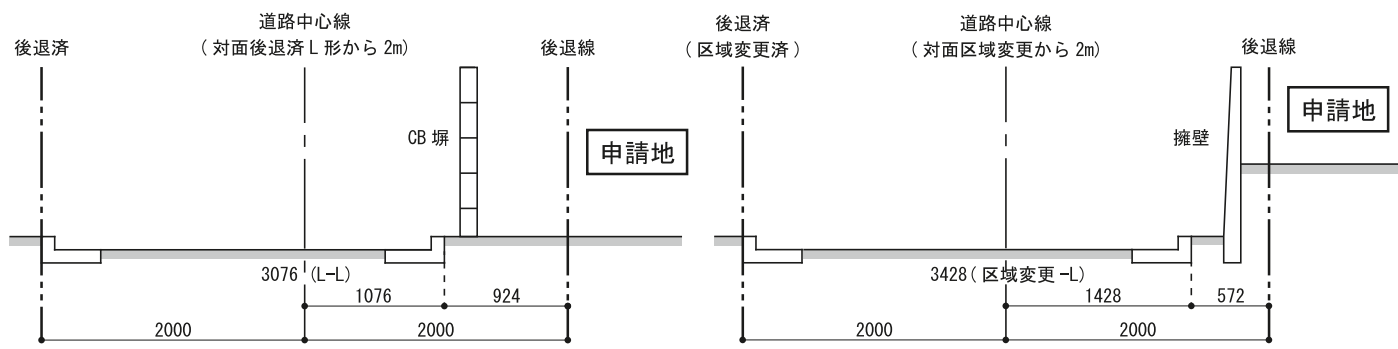 後退済
道路中心線
(対面後退済L形から2m)
後退線
CB塀
申請地
3076 (L-L)
1076
924
2000
2000
後退済
(区域変更済)
道路中心線
(対面区域変更から2m)
後退線
擁壁
申請地
3428(区域変更-L)
1428
572
2000
2000